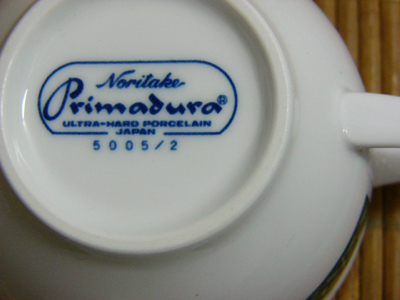 Noritake
Primadura®
ULTRA-HARD PORCELAIN
JAPAN
5005/2